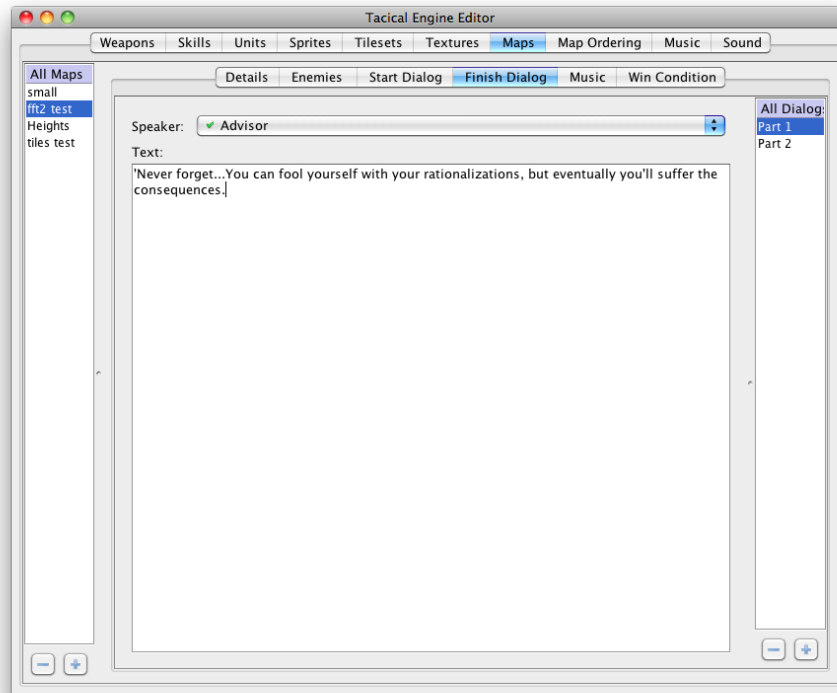 Tacical Engine Editor
Weapons Skills Units Sprites Tilesets Textures Maps Map Ordering Music Sound
All Maps
small
fft2 test
Heights
tiles test
Details Enemies Start Dialog Finish Dialog Music Win Condition
Speaker: Advisor
Text:
'Never forget...You can fool yourself with your rationalizations, but eventually you'll suffer the
consequences.
All Dialog:
Part 1
Part 2